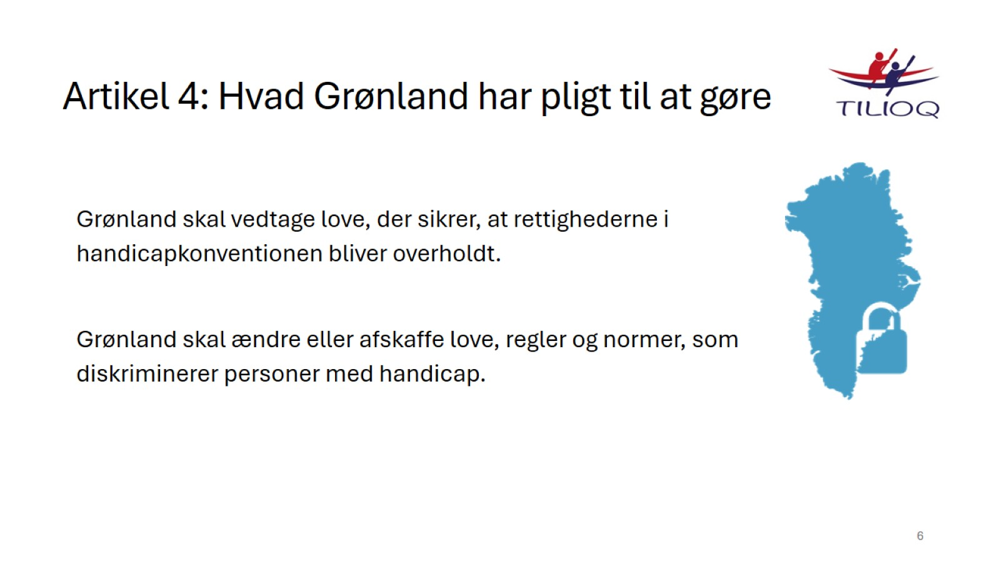 Artikel 4: Hvad Grønland har pligt til at gøre
TILIOQ
Grønland skal vedtage love, der sikrer, at rettighederne i
handicapkonventionen bliver overholdt.
Grønland skal ændre eller afskaffe love, regler og normer, som
diskriminerer personer med handicap.
6